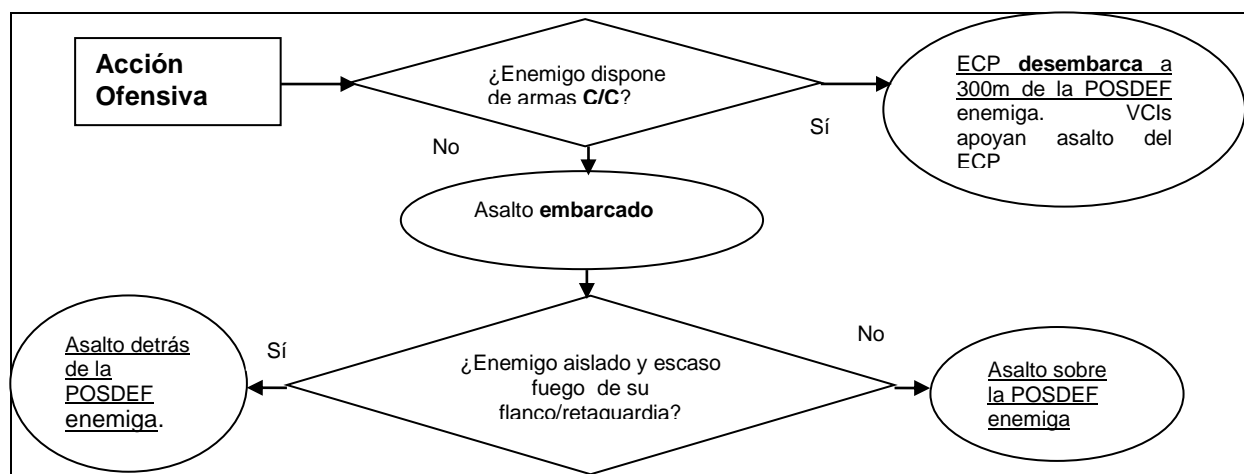 Acción
Ofensiva
¿Enemigo dispone
de armas C/C?
ECP desembarca a
300m de la POSDEF
enemiga. VCIs
apoyan asalto del
ECP
No
Sí
Asalto embarcado
¿Enemigo aislado y escaso
fuego de su
flanco/retaguardia?
Sí
No
Asalto detrás
de la
POSDEF
enemiga.
Asalto sobre
la POSDEF
enemiga